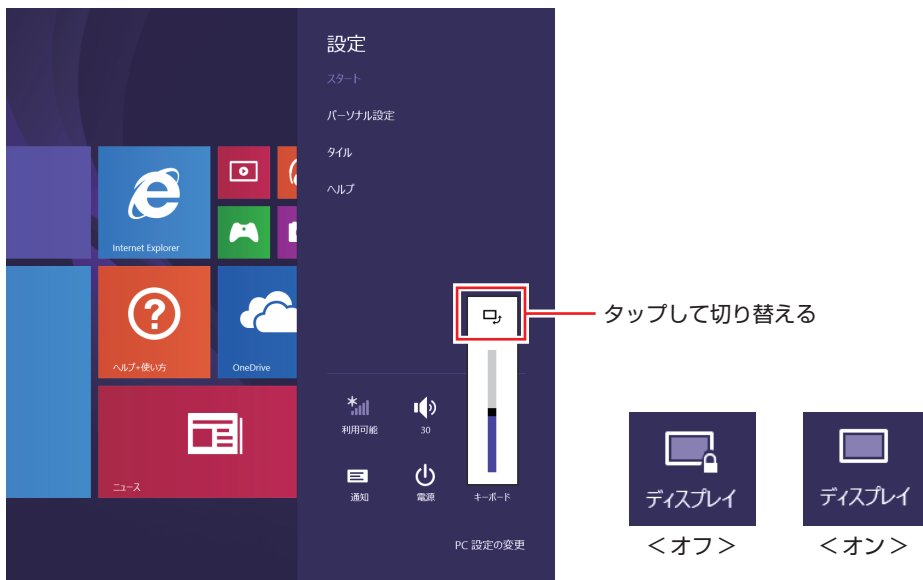 設定
スタート
パーソナル設定
タイル
ヘルプ
Internet Explorer
ヘルプ+使い方
OneDrive
ニュース
タップして切り替える
利用可能
30
通知
電源
キーボード
PC 設定の変更
ディスプレイ
ディスプレイ
<オフ>
<オン>